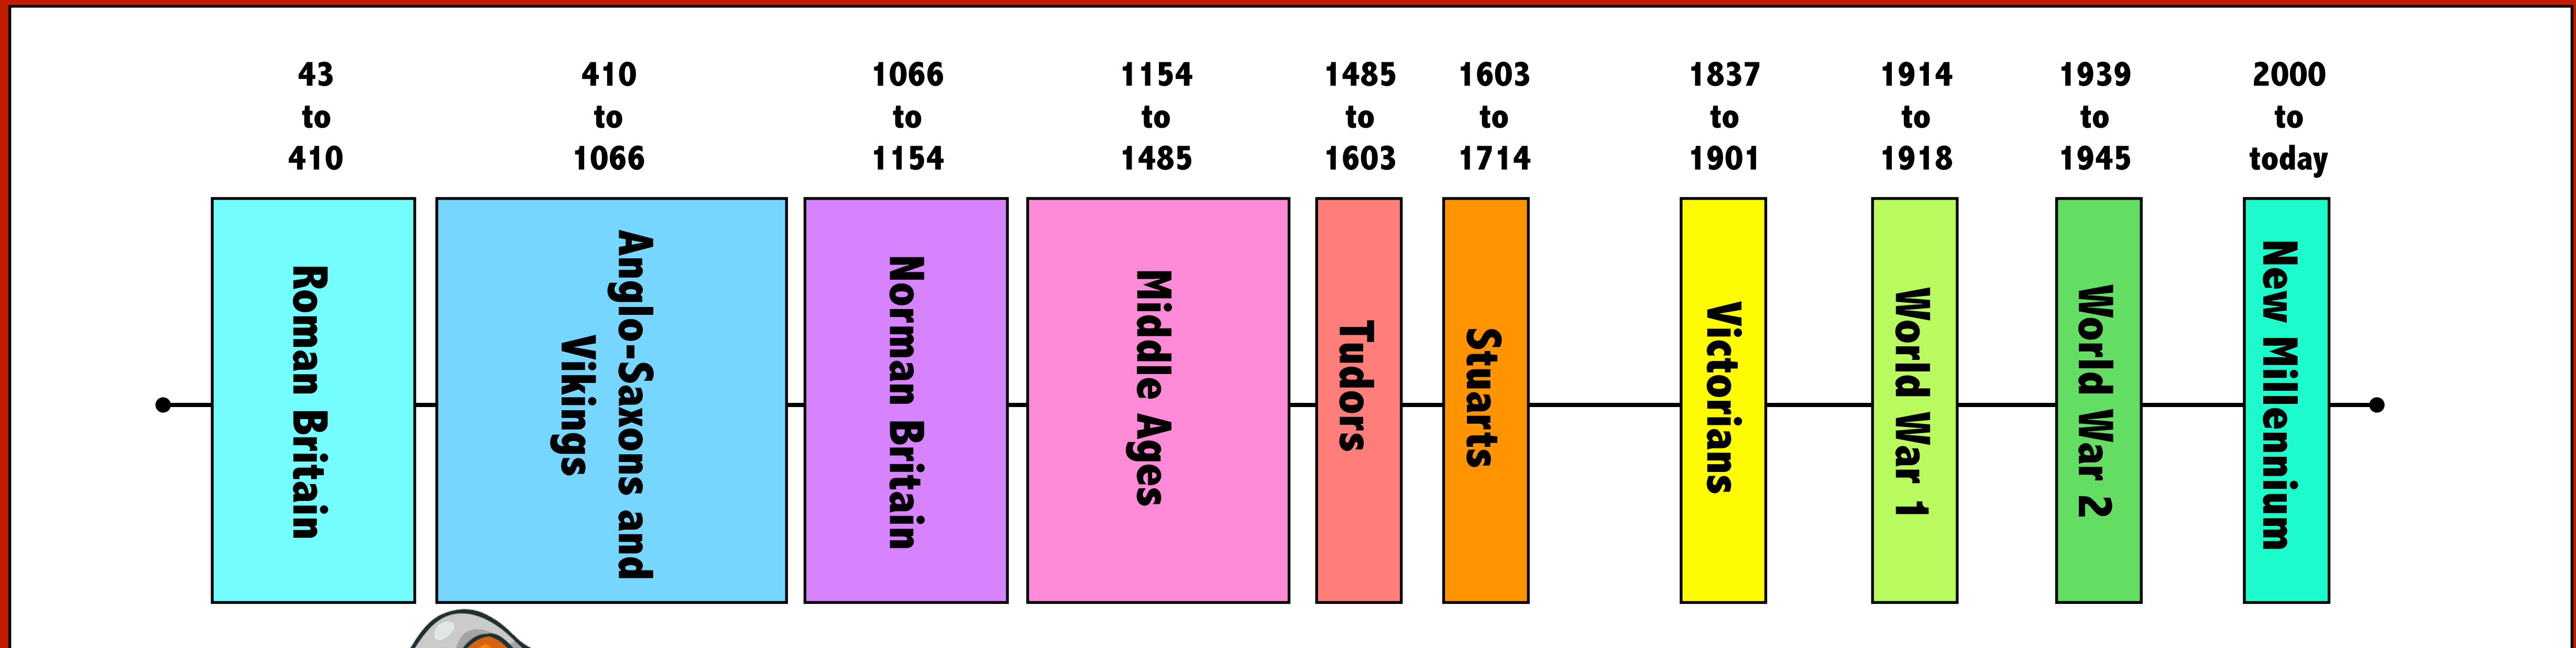 43
to
410
410
to
1066
1066
to
1154
1154
to
1485
1485
to
1603
1603
to
1714
1837
to
1901
1914
to
1918
1939
to
1945
2000
to
today
Roman Britain
Anglo-Saxons and
Vikings
Norman Britain
Middle Ages
Tudors
Stuarts
Victorians
World War 1
World War 2
New Millennium